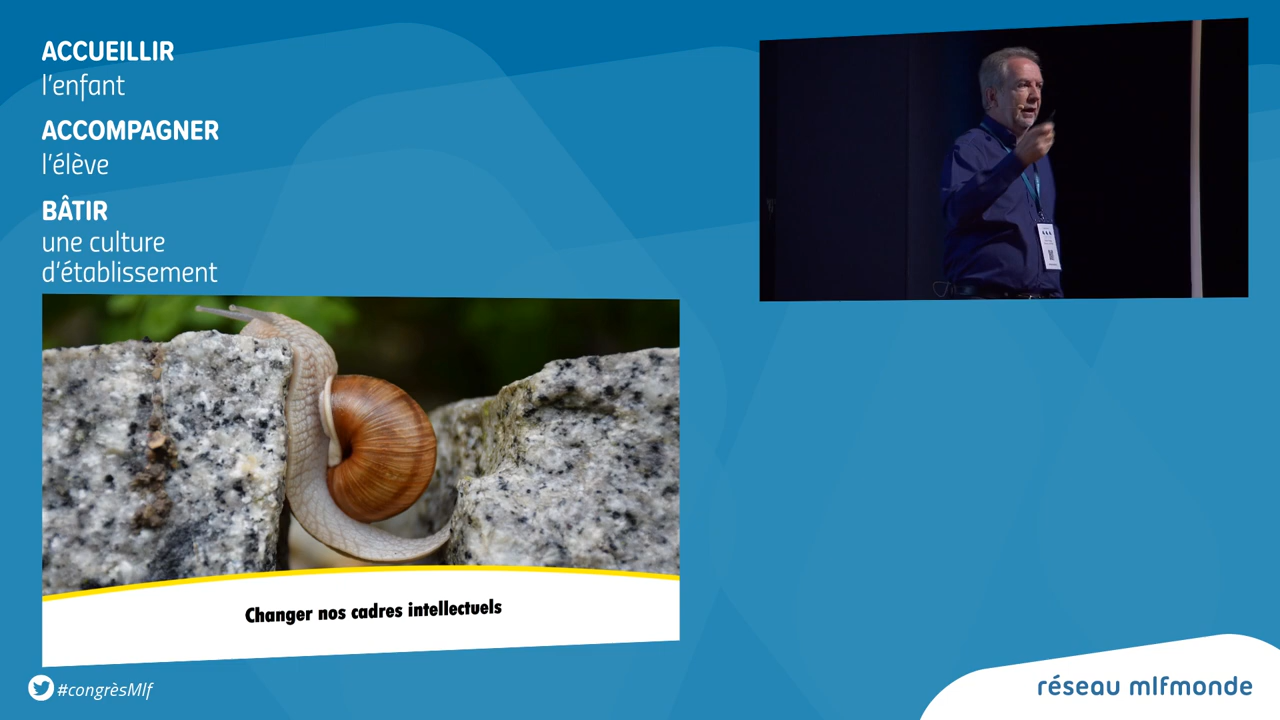 ACCUEILLIR
l'enfant
ACCOMPAGNER
l'élève
BÂTIR
une culture
d'établissement
Changer nos cadres intellectuels
#congrèsMlf
réseau mlfmonde